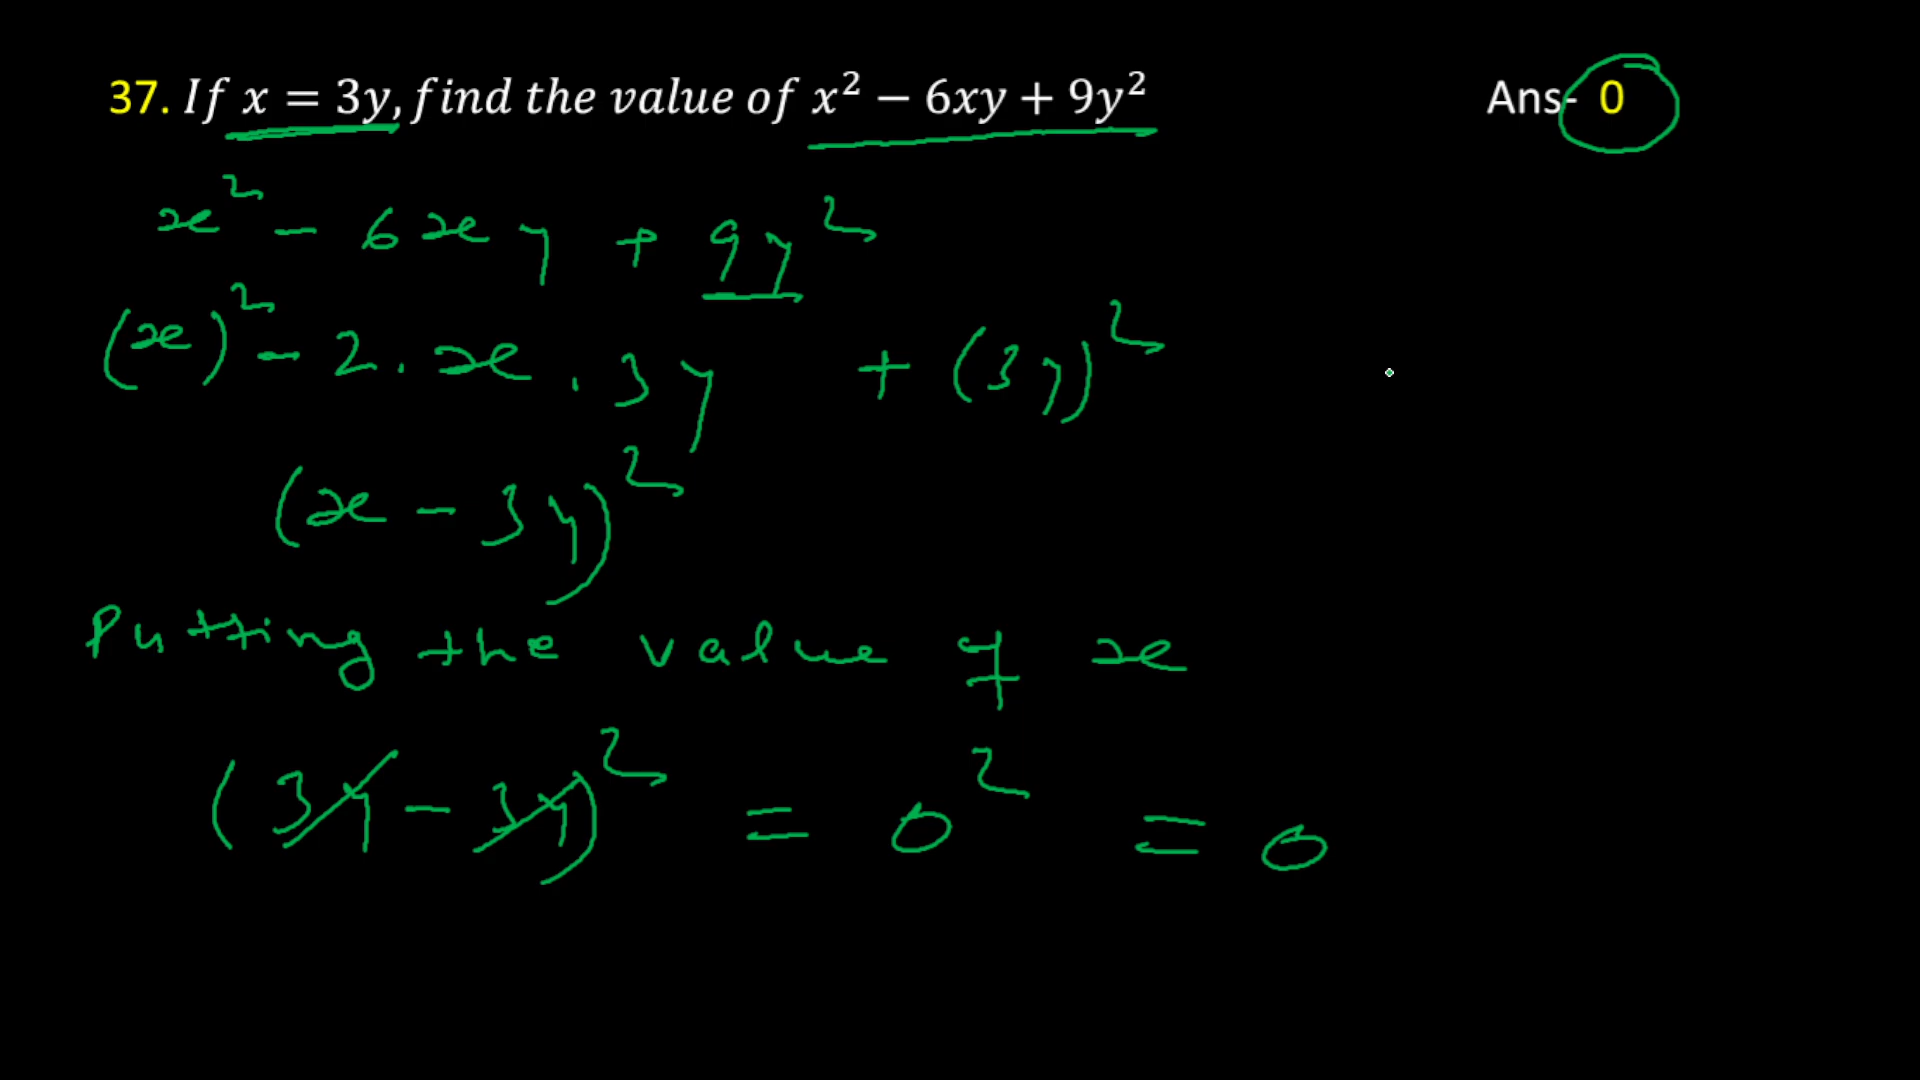 37. If x = 3y, find the value of x² − 6xy + 9y² Ans- 0
x² - 6xy + 9y²
(x)² - 2.x.3y + (3y)²
(x - 3y)²
Putting the value of x
(3y - 3y)² = 0² = 0